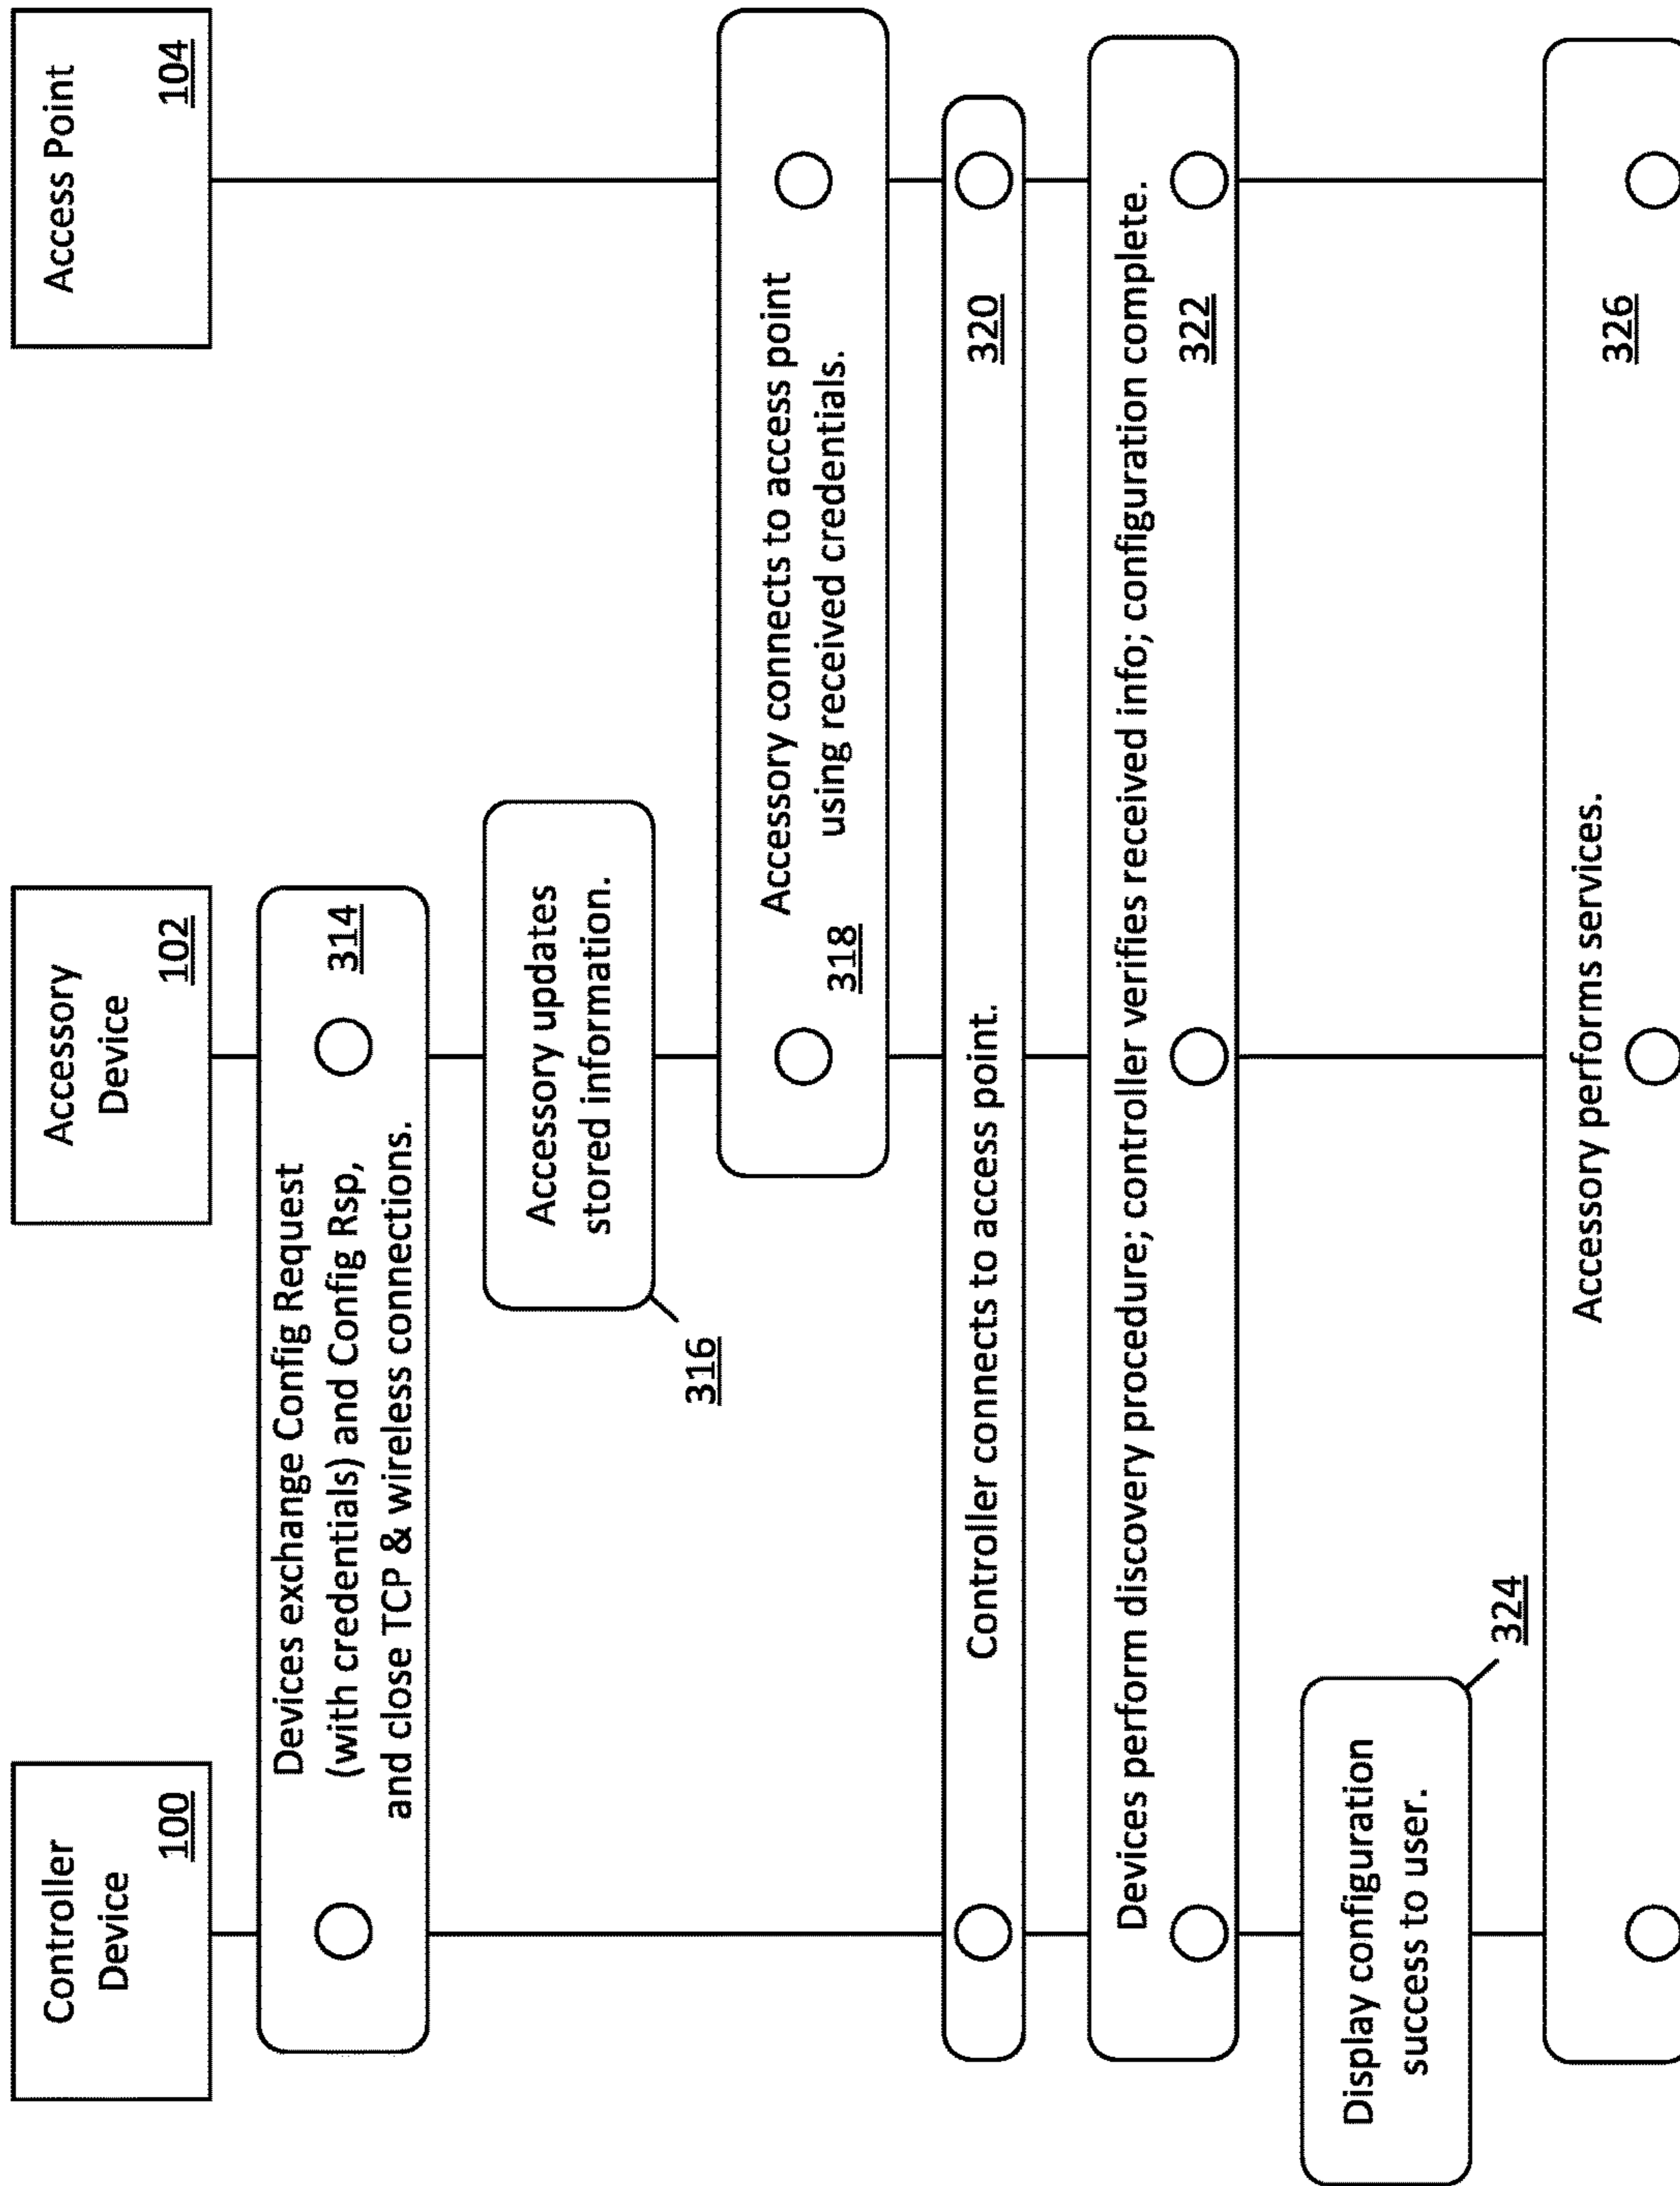 Controller
Device
100
Accessory
Device
102
Access Point
104
Devices exchange Config Request
(with credentials) and Config Rsp,
and close TCP & wireless connections.
314
Accessory updates
stored information.
316
Accessory connects to access point
using received credentials.
318
Controller connects to access point.
320
Devices perform discovery procedure; controller verifies received info; configuration complete.
322
Display configuration
success to user.
324
Accessory performs services.
326